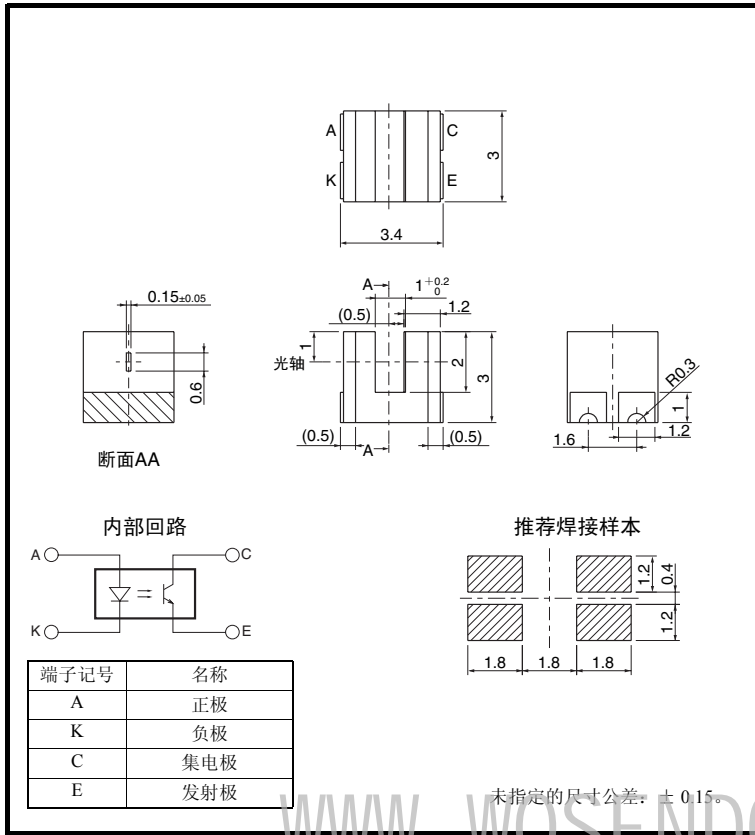 A
C
K
E
3
3.4
0.15±0.05
0.6
断面AA
A
1 +0.2 0
1.2
(0.5)
1
光轴
2
3
(0.5)
A
(0.5)
R0.3
1
1.6
1.2
内部回路
A
C
K
E
推荐焊接样本
1.2
0.4
1.2
1.8
1.8
1.8
端子记号 名称
A 正极
K 负极
C 集电极
E 发射极
未指定的尺寸公差: ± 0.15。